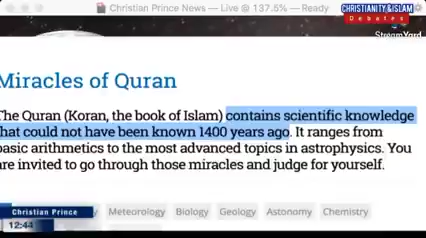 Christian Prince News — Live @ 137.5% — Ready
CHRISTIANITY & ISLAM
Debates
StreamYard
Miracles of Quran
The Quran (Koran, the book of Islam) contains scientific knowledge
that could not have been known 1400 years ago. It ranges from
basic arithmetics to the most advanced topics in astrophysics. You
are invited to go through those miracles and judge for yourself.
Christian Prince
Meteorology Biology Geology Astonomy Chemistry
12:44